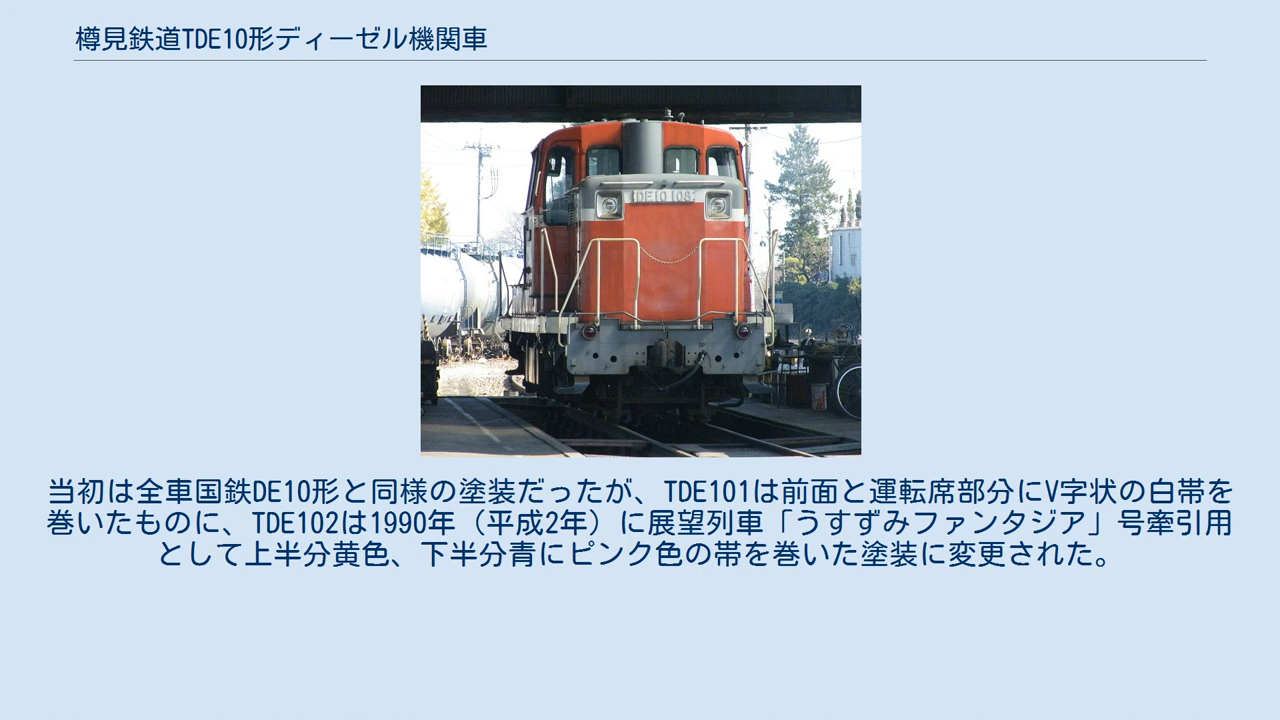 樽見鉄道TDE10形ディーゼル機関車
DE10 108
当初は全車国鉄DE10形と同様の塗装だったが、TDE101は前面と運転席部分にV字状の白帯を
巻いたものに、TDE102は1990年（平成2年）に展望列車「うすずみファンタジア」号牽引用
として上半分黄色、下半分青にピンク色の帯を巻いた塗装に変更された。